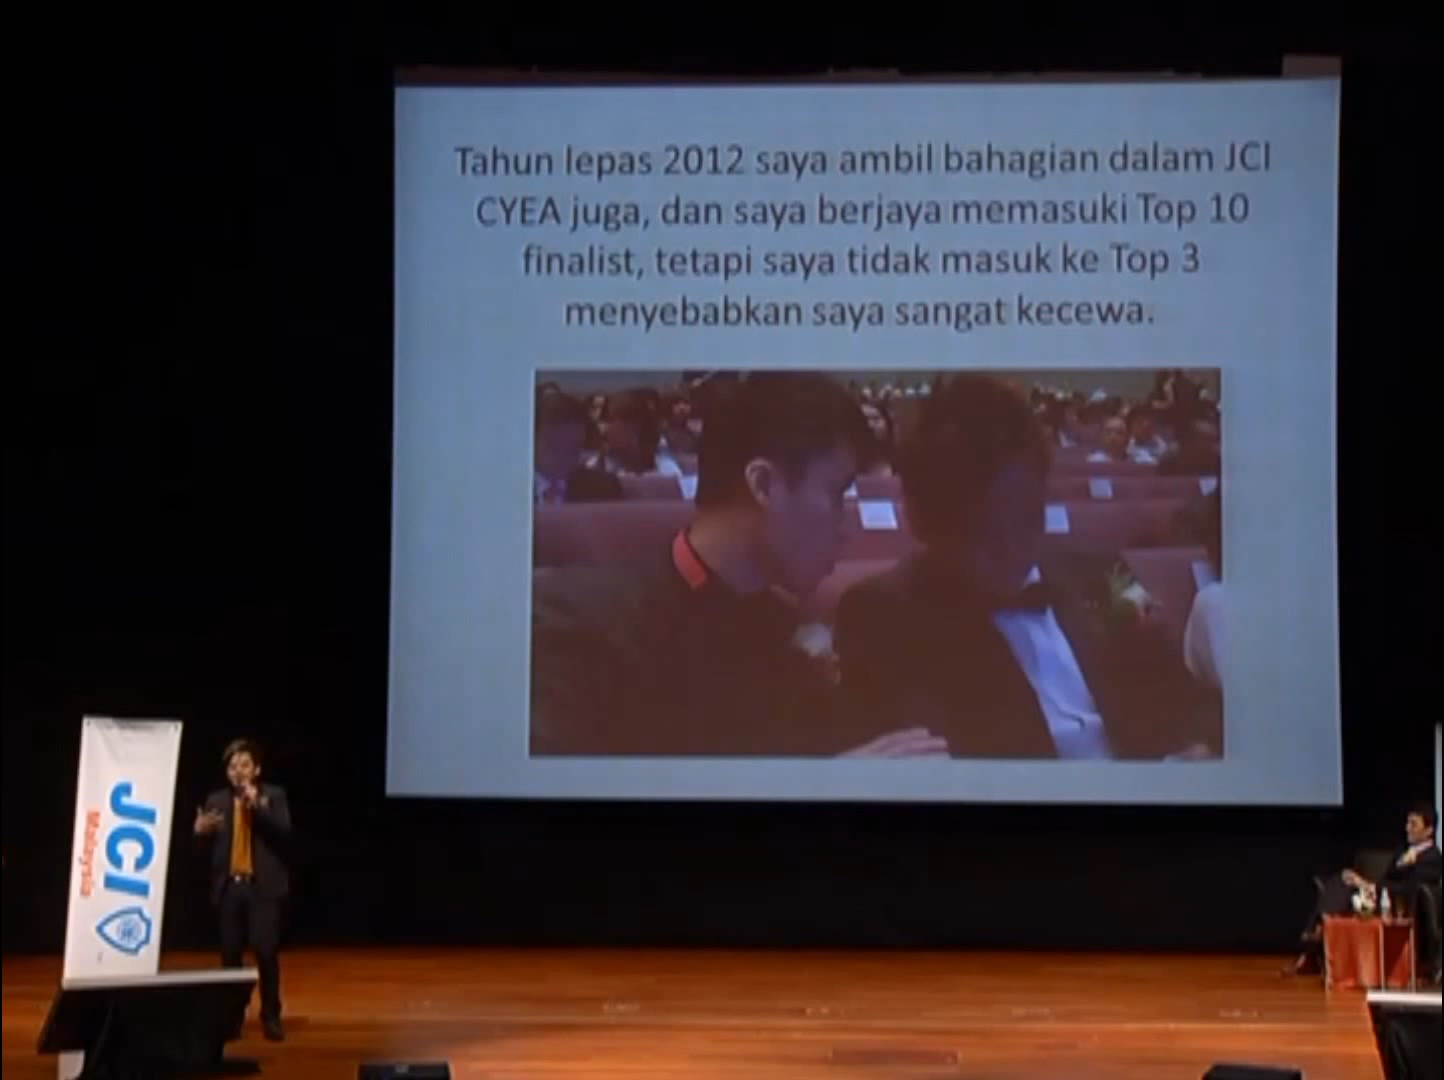 Tahun lepas 2012 saya ambil bahagian dalam JCI
CYEA juga, dan saya berjaya memasuki Top 10
finalist, tetapi saya tidak masuk ke Top 3
menyebabkan saya sangat kecewa.
JCI
Malaysia